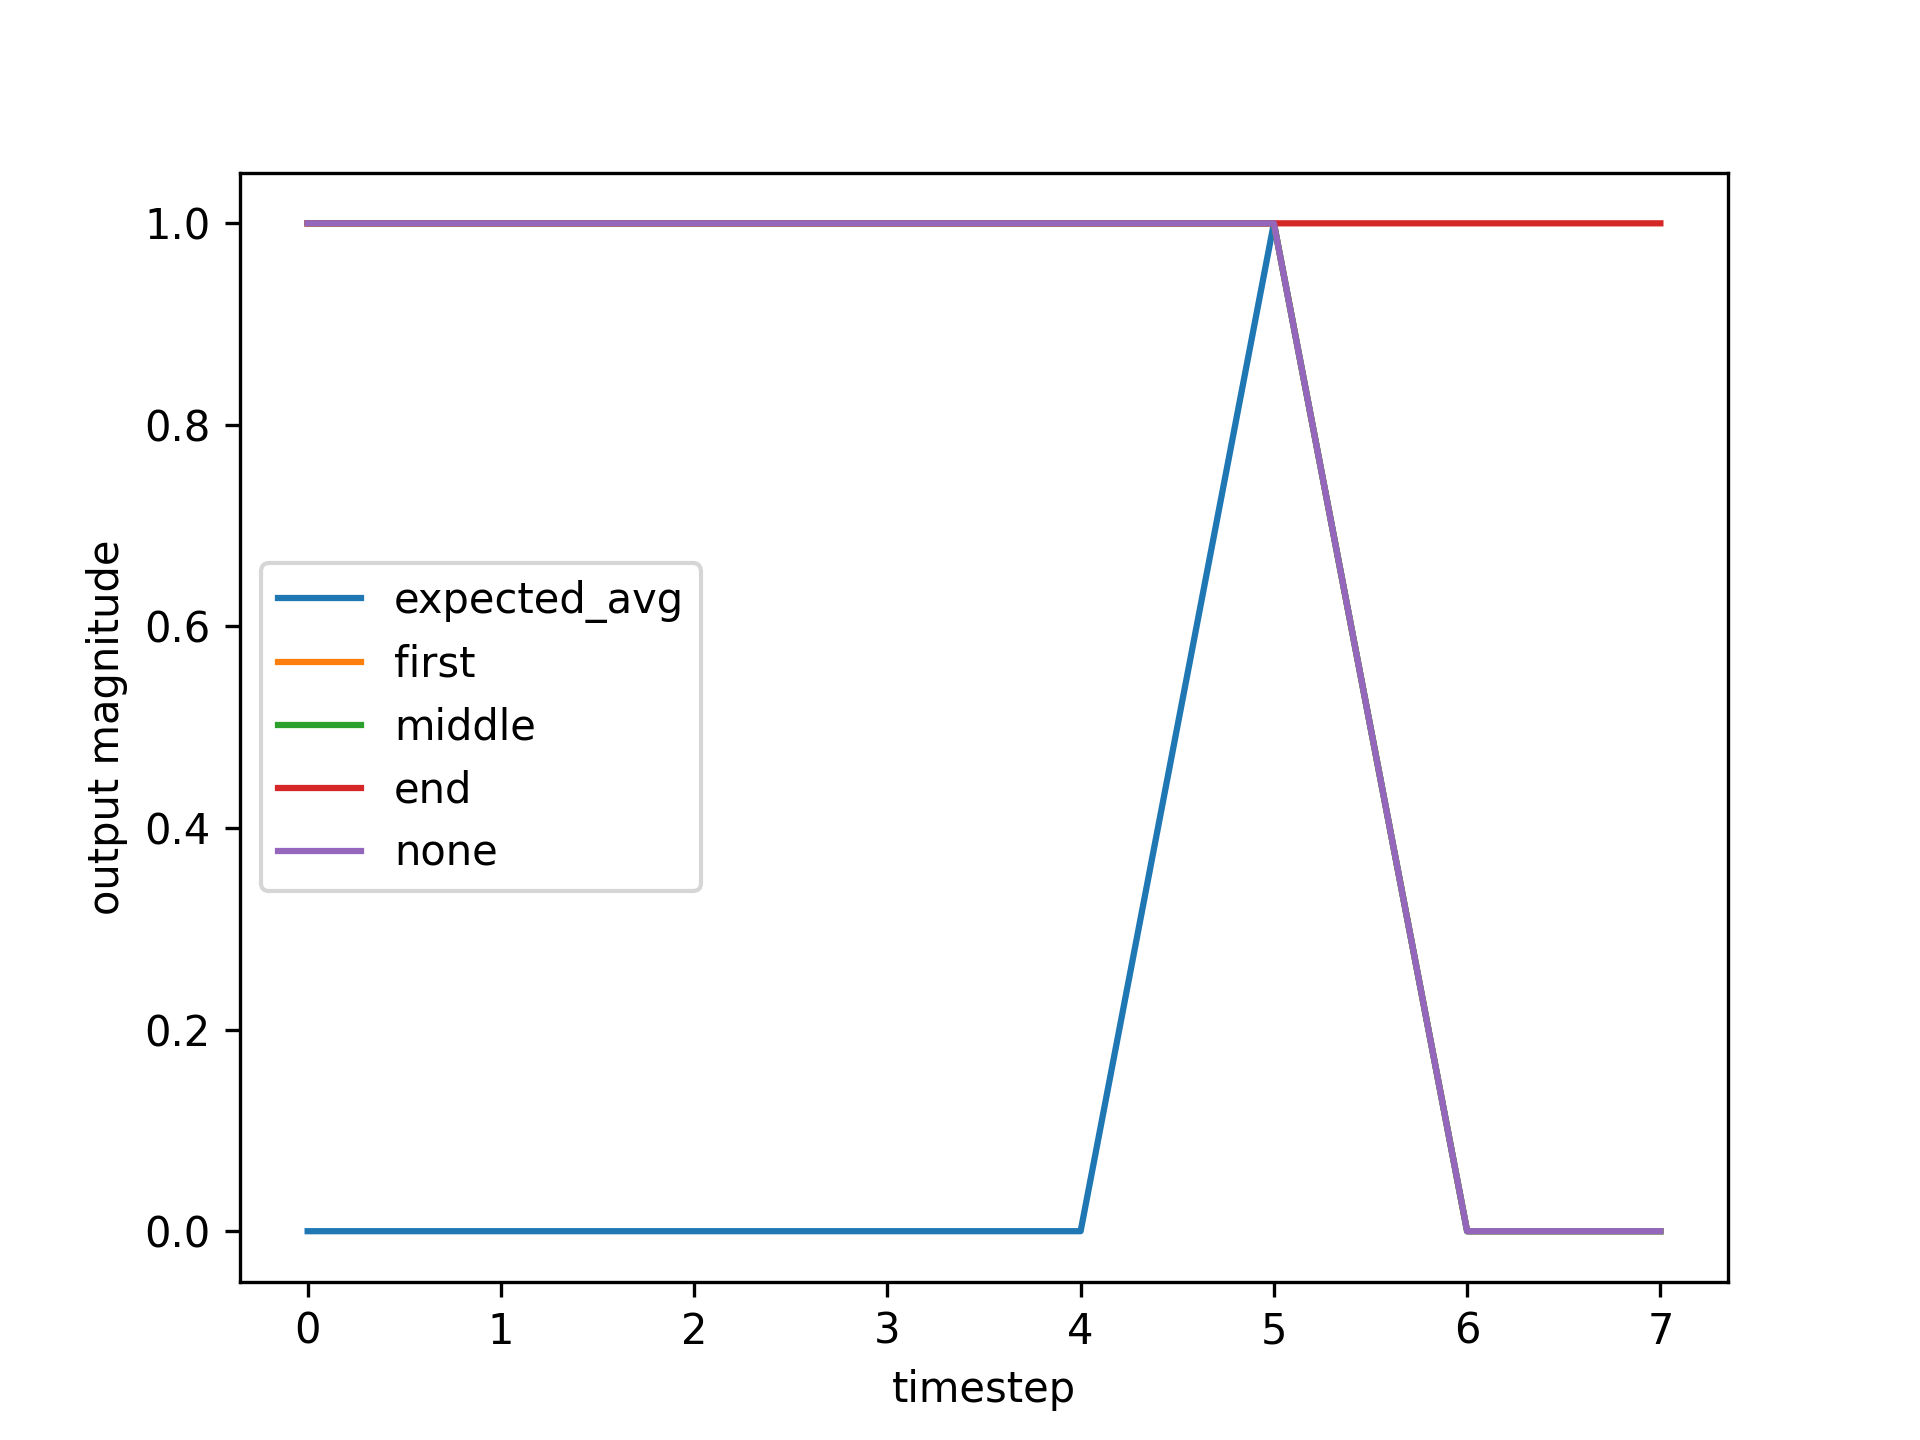 1.0
0.8
0.6
0.4
0.2
0.0
output magnitude
expected_avg
first
middle
end
none
0 1 2 3 4 5 6 7
timestep